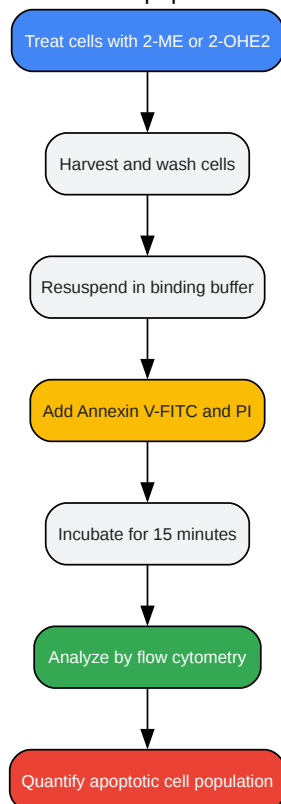 Treat cells with 2-ME or 2-OHE2
Harvest and wash cells
Resuspend in binding buffer
Add Annexin V-FITC and PI
Incubate for 15 minutes
Analyze by flow cytometry
Quantify apoptotic cell population